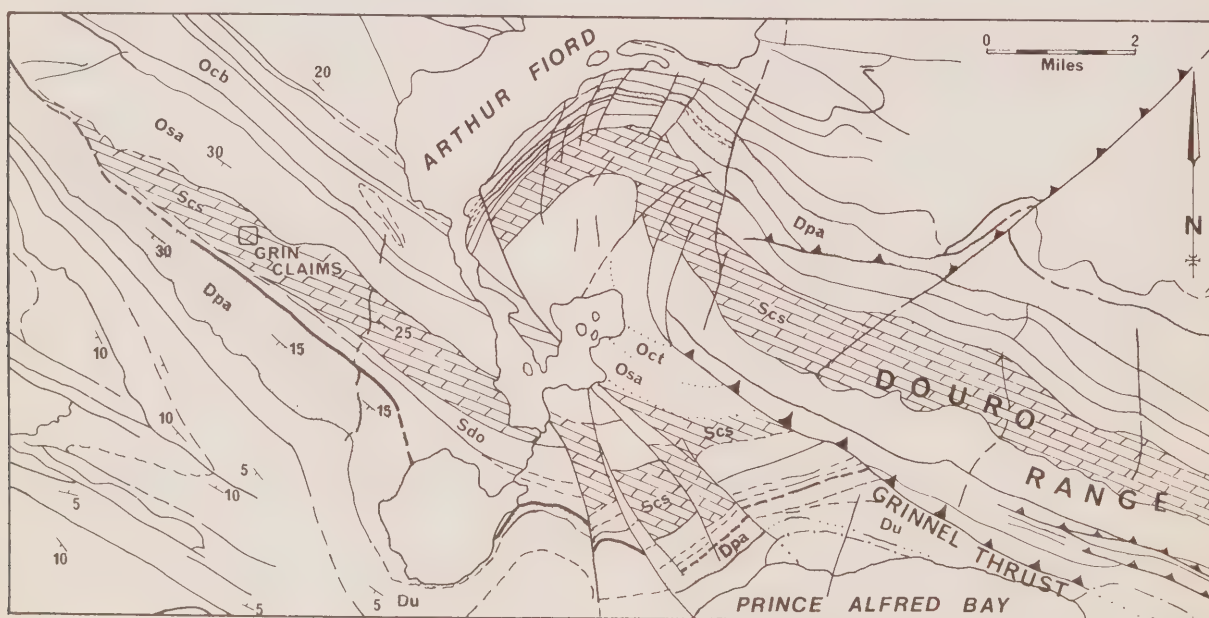 0 2
Miles
ARTHUR FIORD
Ocb
20
Osa
30
Scs
N
Dpa
GRIN
CLAIMS
30
Dpa
Scs
25
15
Oct
Osa
10
DOURO
15
Sdo
Scs
10
5
10
RANGE
5
Scs
GRINNEL THRUST
Du
Dpa
10
5
5
Du
PRINCE ALFRED BAY